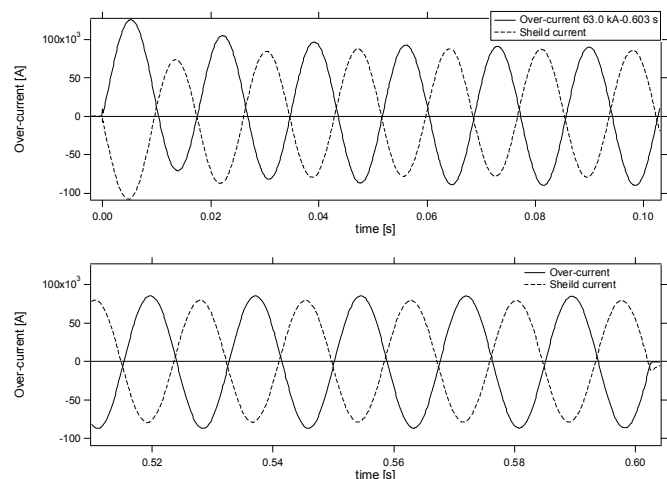 Over-current 63.0 kA-0.603 s
Sheild current
Over-current [A]
100x10³
50
0
-50
-100
0.00 0.02 0.04 0.06 0.08 0.10
time [s]
Over-current
Sheild current
Over-current [A]
100x10³
50
0
-50
-100
0.52 0.54 0.56 0.58 0.60
time [s]